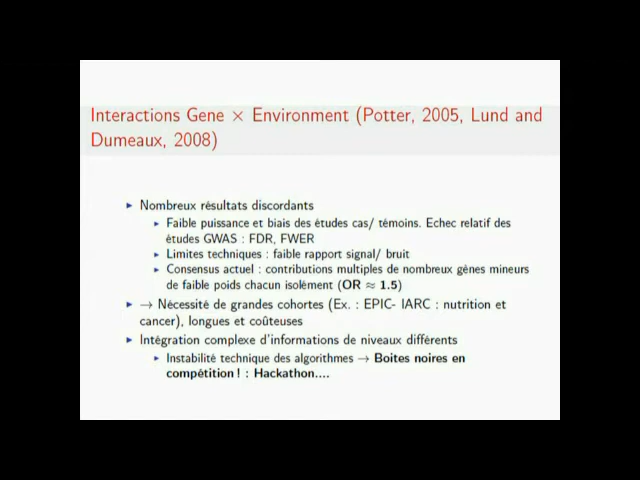 Interactions Gene × Environment (Potter, 2005, Lund and
Dumeaux, 2008)
▸ Nombreux résultats discordants
▸ Faible puissance et biais des études cas/ témoins. Echec relatif des
études GWAS : FDR, FWER
▸ Limites techniques : faible rapport signal/ bruit
▸ Consensus actuel : contributions multiples de nombreux gènes mineurs
de faible poids chacun isolément (OR ≈ 1.5)
▸ → Nécessité de grandes cohortes (Ex. : EPIC- IARC : nutrition et
cancer), longues et coûteuses
▸ Intégration complexe d'informations de niveaux différents
▸ Instabilité technique des algorithmes → Boites noires en
compétition ! : Hackathon....